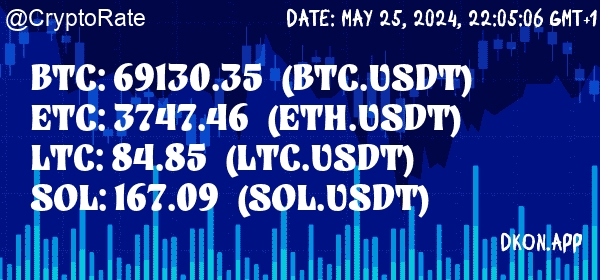 @CryptoRate
DATE: MAY 25, 2024, 22:05:06 GMT+1
BTC: 69130.35 (BTC.USDT)
ETC: 3747.46 (ETH.USDT)
LTC: 84.85 (LTC.USDT)
SOL: 167.09 (SOL.USDT)
DKON.APP